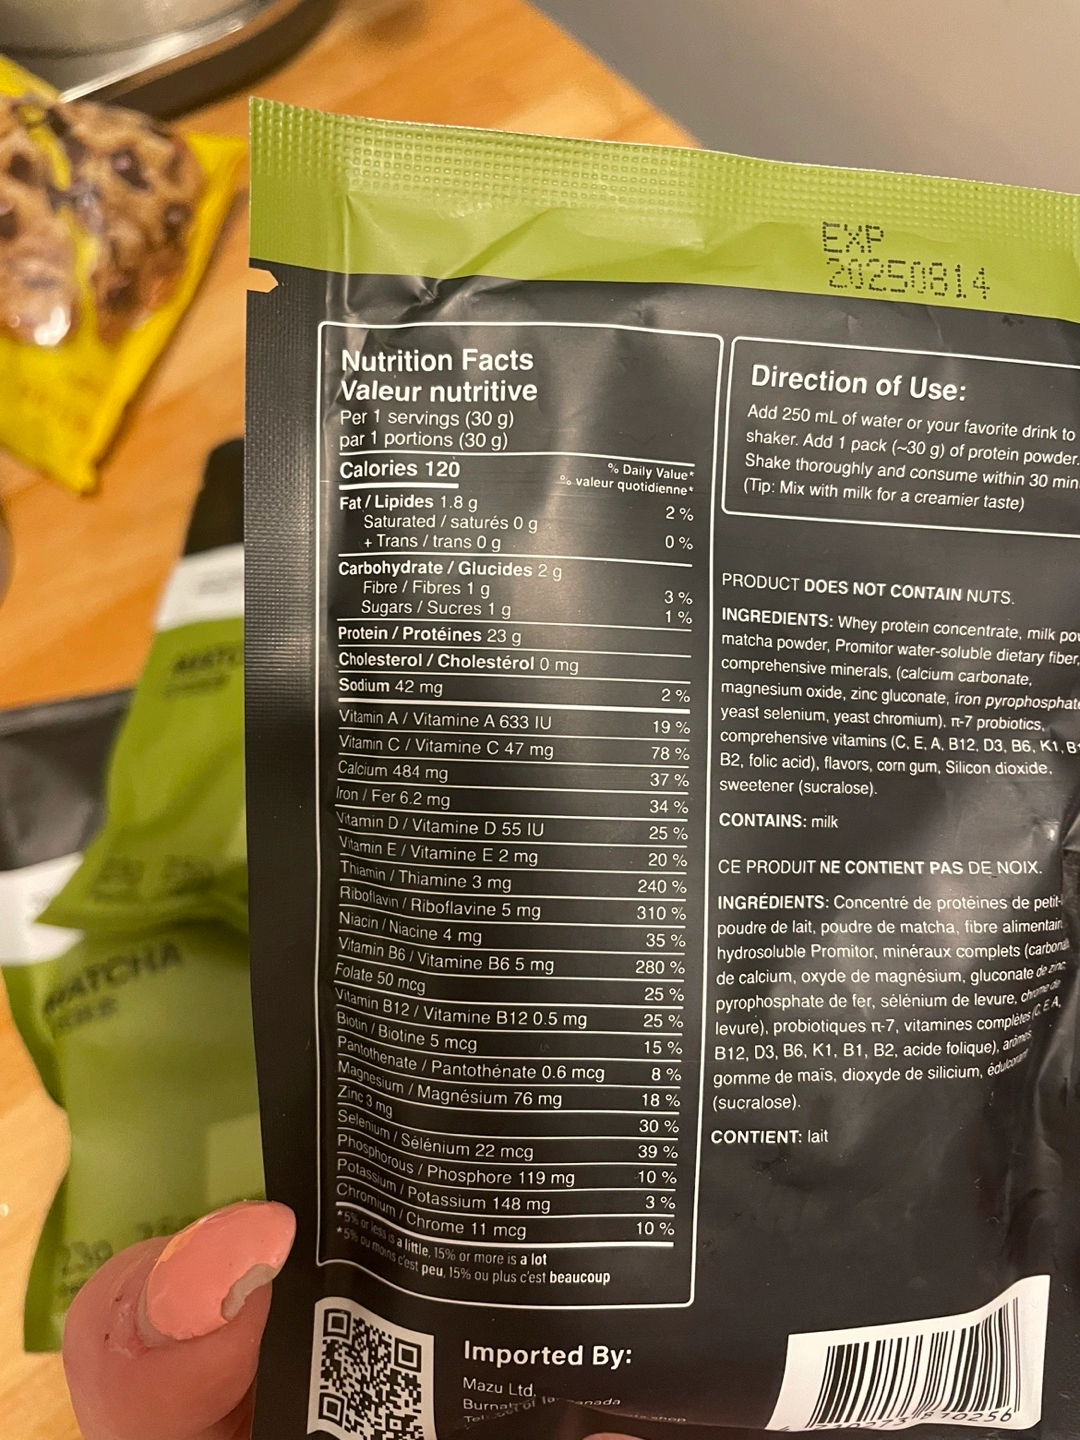 EXP
20250814
Nutrition Facts
Valeur nutritive
Per 1 servings (30 g)
par 1 portions (30 g)
Calories 120
% Daily Value*
% valeur quotidienne*
Fat / Lipides 1.8 g 2 %
Saturated / saturés 0 g
+ Trans / trans 0 g 0 %
Carbohydrate / Glucides 2 g
Fibre / Fibres 1 g 3 %
Sugars / Sucres 1 g 1 %
Protein / Protéines 23 g
Cholesterol / Cholestérol 0 mg
Sodium 42 mg 2 %
Vitamin A / Vitamine A 633 IU 19 %
Vitamin C / Vitamine C 47 mg 78 %
Calcium 484 mg 37 %
Iron / Fer 6.2 mg 34 %
Vitamin D / Vitamine D 55 IU 25 %
Vitamin E / Vitamine E 2 mg 20 %
Thiamin / Thiamine 3 mg 240 %
Riboflavin / Riboflavine 5 mg 310 %
Niacin / Niacine 4 mg 35 %
Vitamin B6 / Vitamine B6 5 mg 280 %
Folate 50 mcg 25 %
Vitamin B12 / Vitamine B12 0.5 mg 25 %
Biotin / Biotine 5 mcg 15 %
Pantothenate / Pantothénate 0.6 mcg 8 %
Magnesium / Magnésium 76 mg 18 %
Zinc 3 mg 30 %
Selenium / Sélénium 22 mcg 39 %
Phosphorous / Phosphore 119 mg 10 %
Potassium / Potassium 148 mg 3 %
Chromium / Chrome 11 mcg 10 %
*5% or less is a little, 15% or more is a lot
*5% ou moins c'est peu, 15% ou plus c'est beaucoup
Direction of Use:
Add 250 mL of water or your favorite drink to
shaker. Add 1 pack (~30 g) of protein powder.
Shake thoroughly and consume within 30 min
(Tip: Mix with milk for a creamier taste)
PRODUCT DOES NOT CONTAIN NUTS.
INGREDIENTS: Whey protein concentrate, milk
matcha powder, Promitor water-soluble dietary fiber,
comprehensive minerals, (calcium carbonate,
magnesium oxide, zinc gluconate, iron pyrophosphate
yeast selenium, yeast chromium), π-7 probiotics,
comprehensive vitamins (C, E, A, B12, D3, B6, K1,
B2, folic acid), flavors, corn gum, Silicon dioxide,
sweetener (sucralose).
CONTAINS: milk
CE PRODUIT NE CONTIENT PAS DE NOIX.
INGRÉDIENTS: Concentré de protéines de petit-
poudre de lait, poudre de matcha, fibre
hydrosoluble Promitor, minéraux complets
de calcium, oxyde de magnésium, gluconate de zinc,
pyrophosphate de fer, sélénium de levure, chrome de
levure), probiotiques π-7, vitamines complètes (C, E, A,
B12, D3, B6, K1, B1, B2, acide folique), arômes,
gomme de maïs, dioxyde de silicium, édulcorant
(sucralose).
CONTIENT: lait
Imported By:
Mazu Ltd.
MATCHA